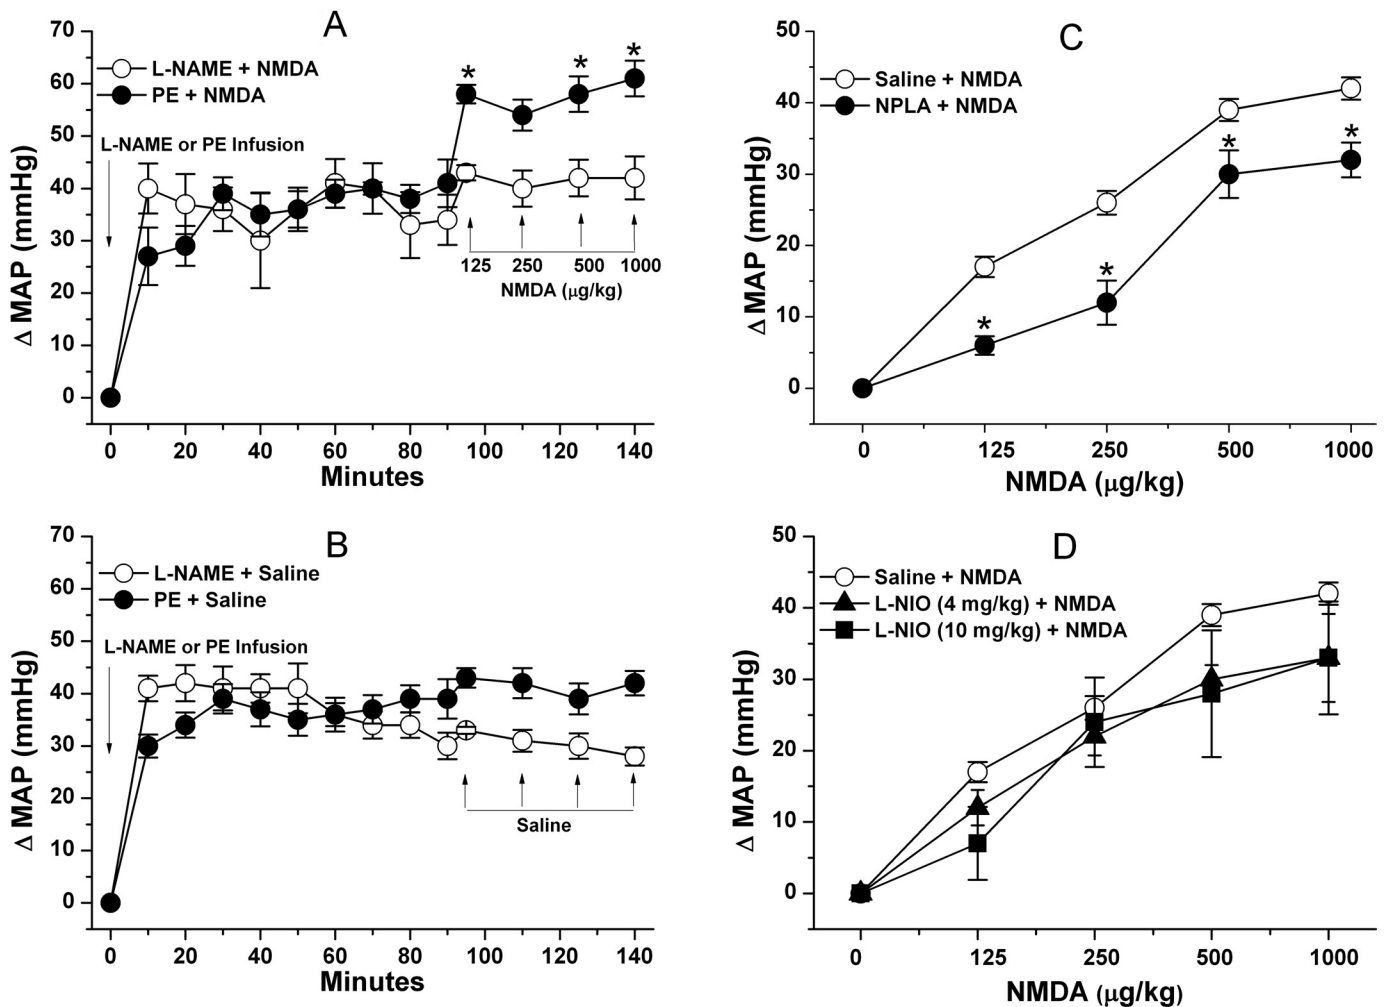 A
70
60
50
40
30
20
10
0
Δ MAP (mmHg)
L-NAME + NMDA
PE + NMDA
L-NAME or PE Infusion
* * *
125 250 500 1000
NMDA (μg/kg)
0 20 40 60 80 100 120 140
Minutes
C
50
40
30
20
10
0
Δ MAP (mmHg)
Saline + NMDA
NPLA + NMDA
* * * *
0 125 250 500 1000
NMDA (μg/kg)
B
70
60
50
40
30
20
10
0
Δ MAP (mmHg)
L-NAME + Saline
PE + Saline
L-NAME or PE Infusion
Saline
0 20 40 60 80 100 120 140
Minutes
D
50
40
30
20
10
0
Δ MAP (mmHg)
Saline + NMDA
L-NIO (4 mg/kg) + NMDA
L-NIO (10 mg/kg) + NMDA
0 125 250 500 1000
NMDA (μg/kg)